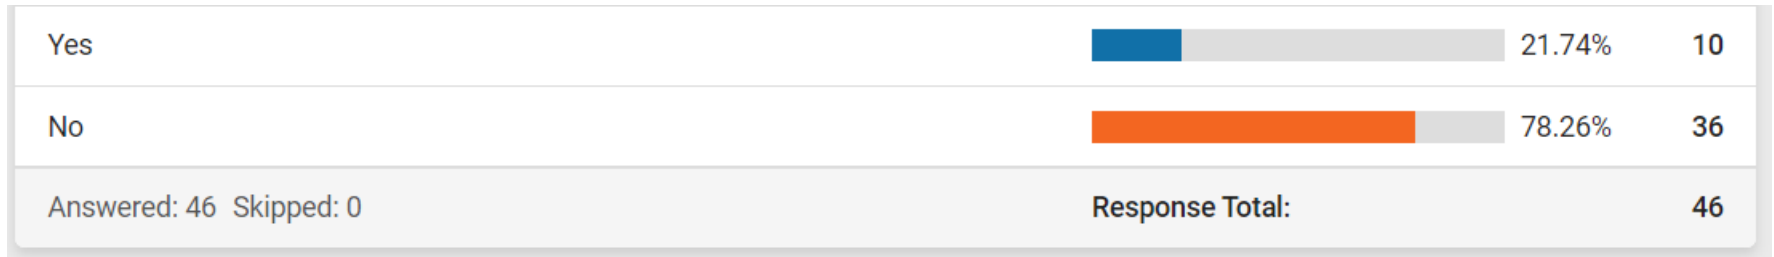 Yes 21.74% 10
No 78.26% 36
Answered: 46 Skipped: 0 Response Total: 46